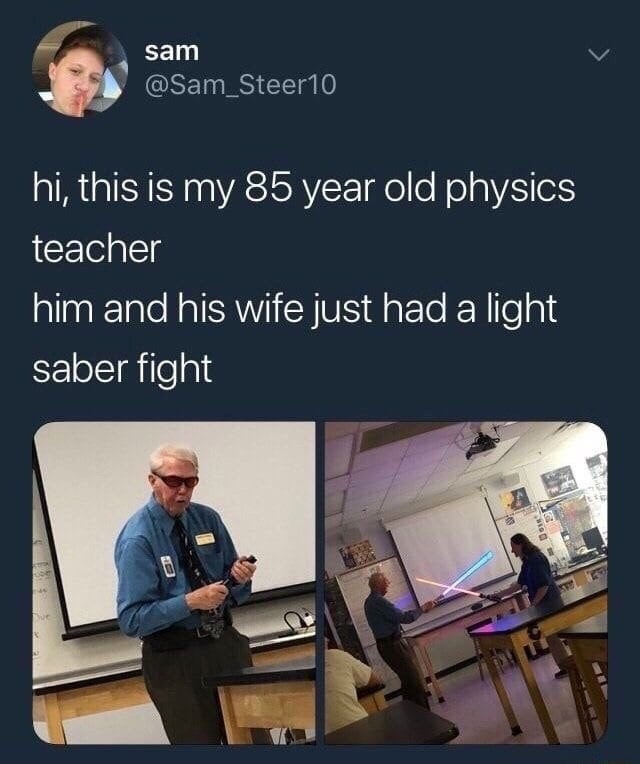 sam
@Sam_Steer10
hi, this is my 85 year old physics
teacher
him and his wife just had a light
saber fight